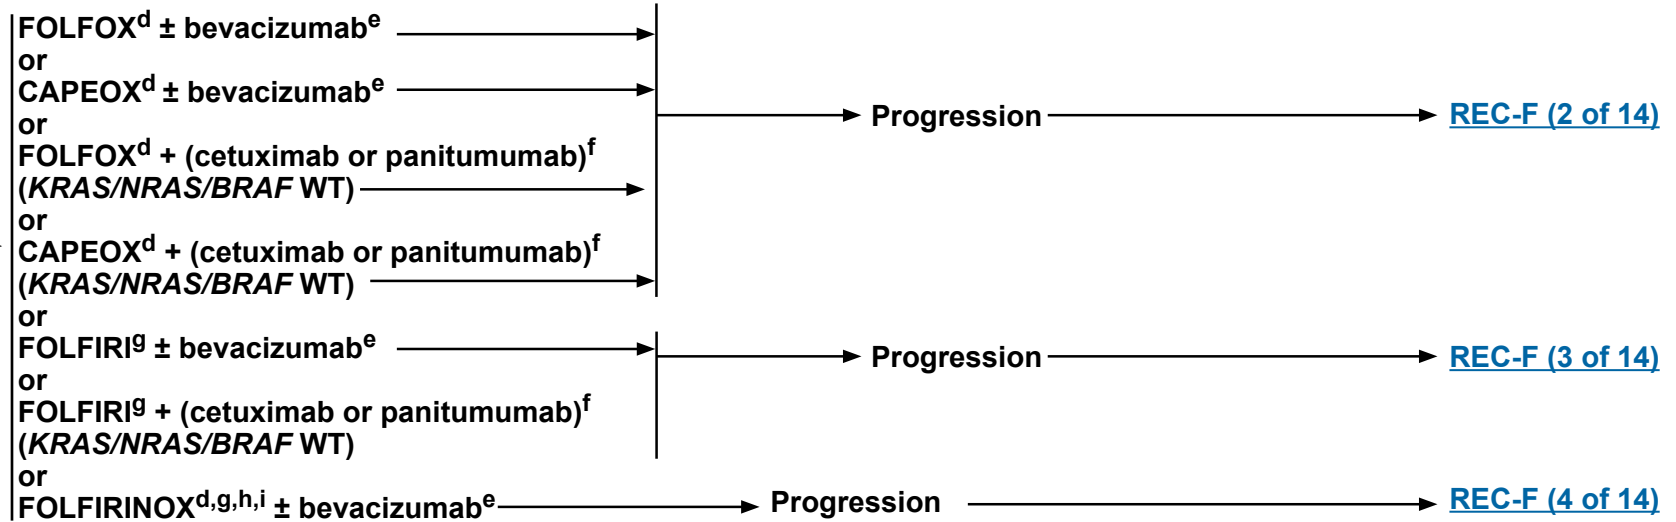 FOLFOXᵈ ± bevacizumabᵉ
or
CAPEOXᵈ ± bevacizumabᵉ
or
Progression
REC-F (2 of 14)
FOLFOXᵈ + (cetuximab or panitumumab)ᶠ
(KRAS/NRAS/BRAF WT)
or
CAPEOXᵈ + (cetuximab or panitumumab)ᶠ
(KRAS/NRAS/BRAF WT)
or
FOLFIRIᵍ ± bevacizumabᵉ
Progression
REC-F (3 of 14)
or
FOLFIRIᵍ + (cetuximab or panitumumab)ᶠ
(KRAS/NRAS/BRAF WT)
or
FOLFIRINOXᵈ,ᵍ,ʰ,ⁱ ± bevacizumabᵉ
Progression
REC-F (4 of 14)